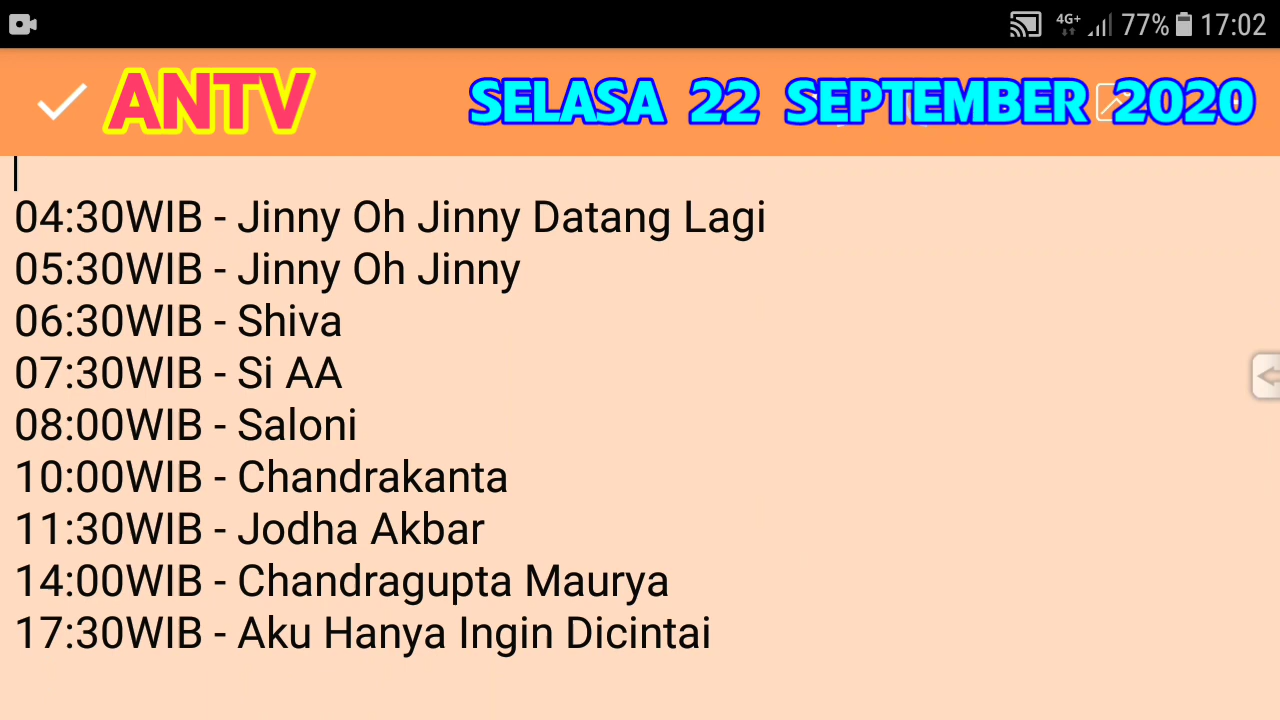 4G+ 77% 17:02
ANTV SELASA 22 SEPTEMBER 2020
04:30WIB - Jinny Oh Jinny Datang Lagi
05:30WIB - Jinny Oh Jinny
06:30WIB - Shiva
07:30WIB - Si AA
08:00WIB - Saloni
10:00WIB - Chandrakanta
11:30WIB - Jodha Akbar
14:00WIB - Chandragupta Maurya
17:30WIB - Aku Hanya Ingin Dicintai